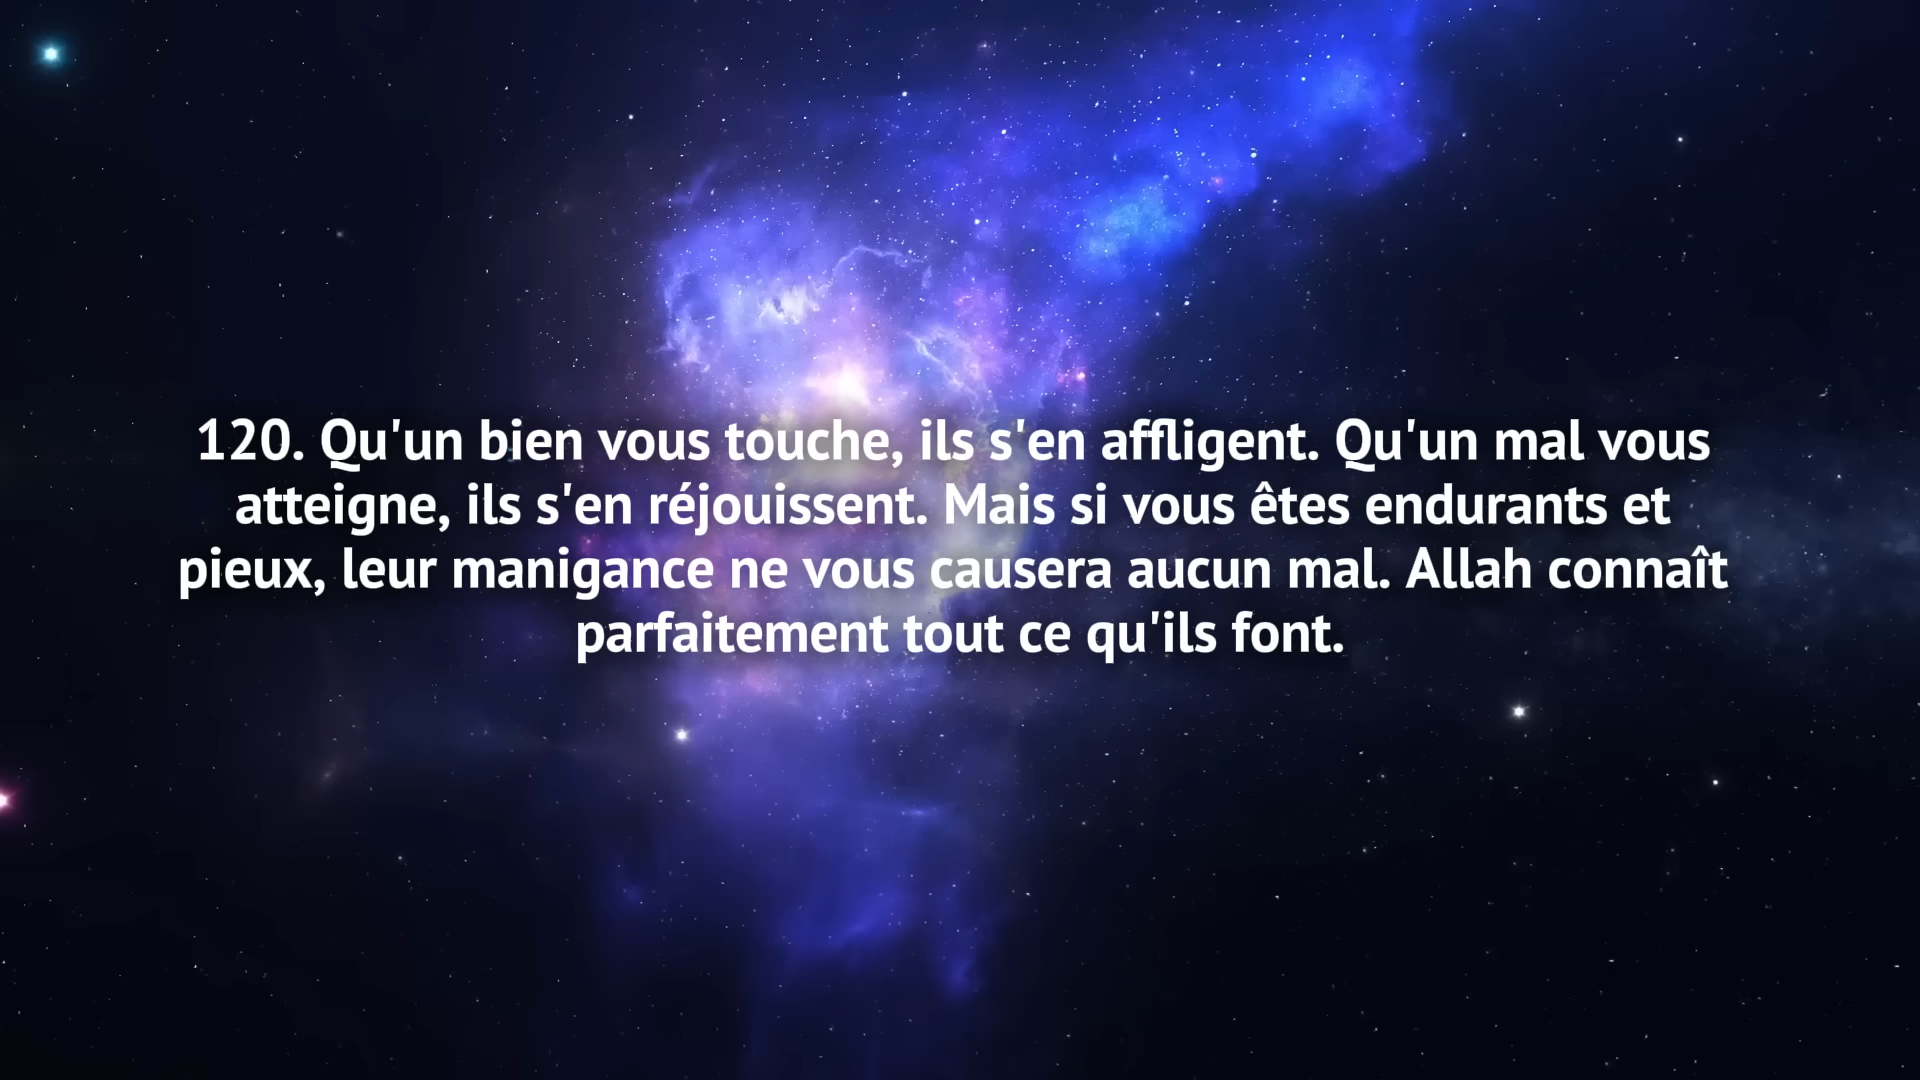 120. Qu'un bien vous touche, ils s'en affligent. Qu'un mal vous
atteigne, ils s'en réjouissent. Mais si vous êtes endurants et
pieux, leur manigance ne vous causera aucun mal. Allah connaît
parfaitement tout ce qu'ils font.